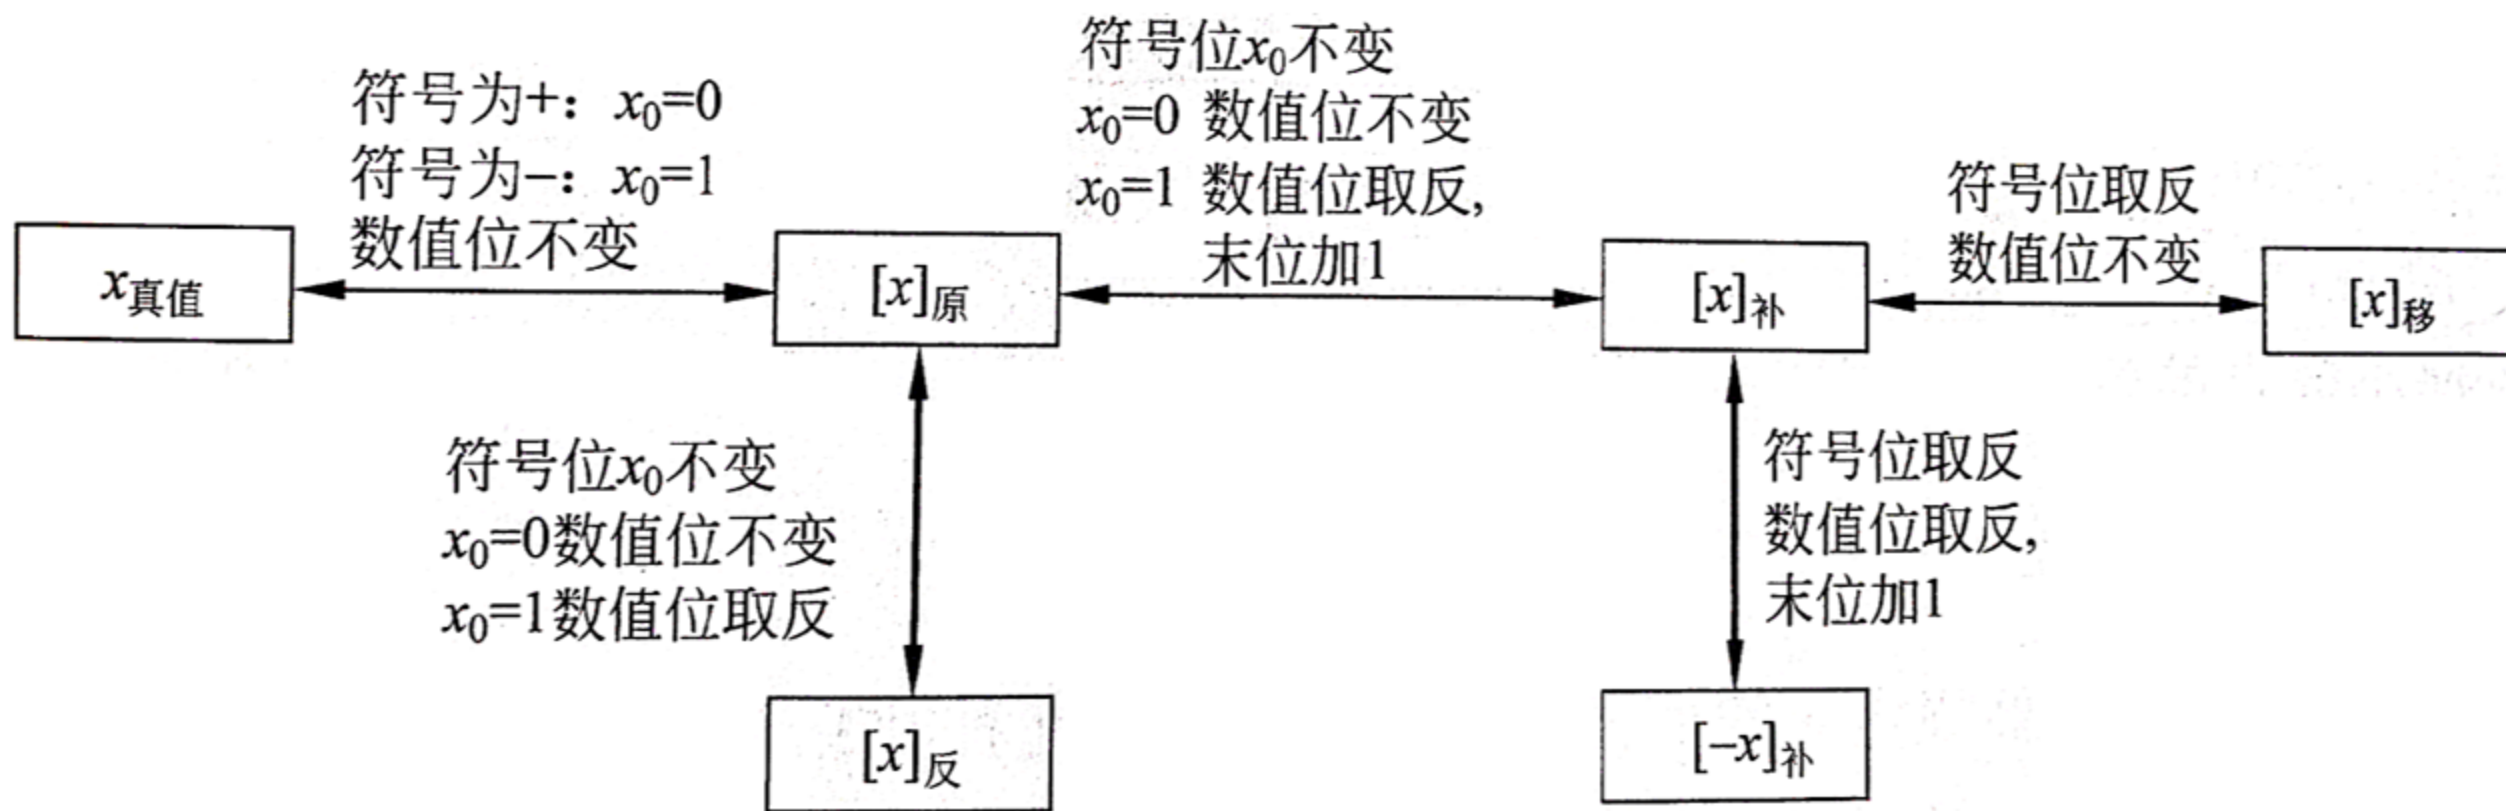 符号为+：x₀=0
符号为−：x₀=1
数值位不变
符号位x₀不变
x₀=0 数值位不变
x₀=1 数值位取反,
末位加1
符号位取反
数值位不变
x真值
[x]原
[x]补
[x]移
符号位x₀不变
x₀=0数值位不变
x₀=1数值位取反
符号位取反
数值位取反,
末位加1
[x]反
[−x]补